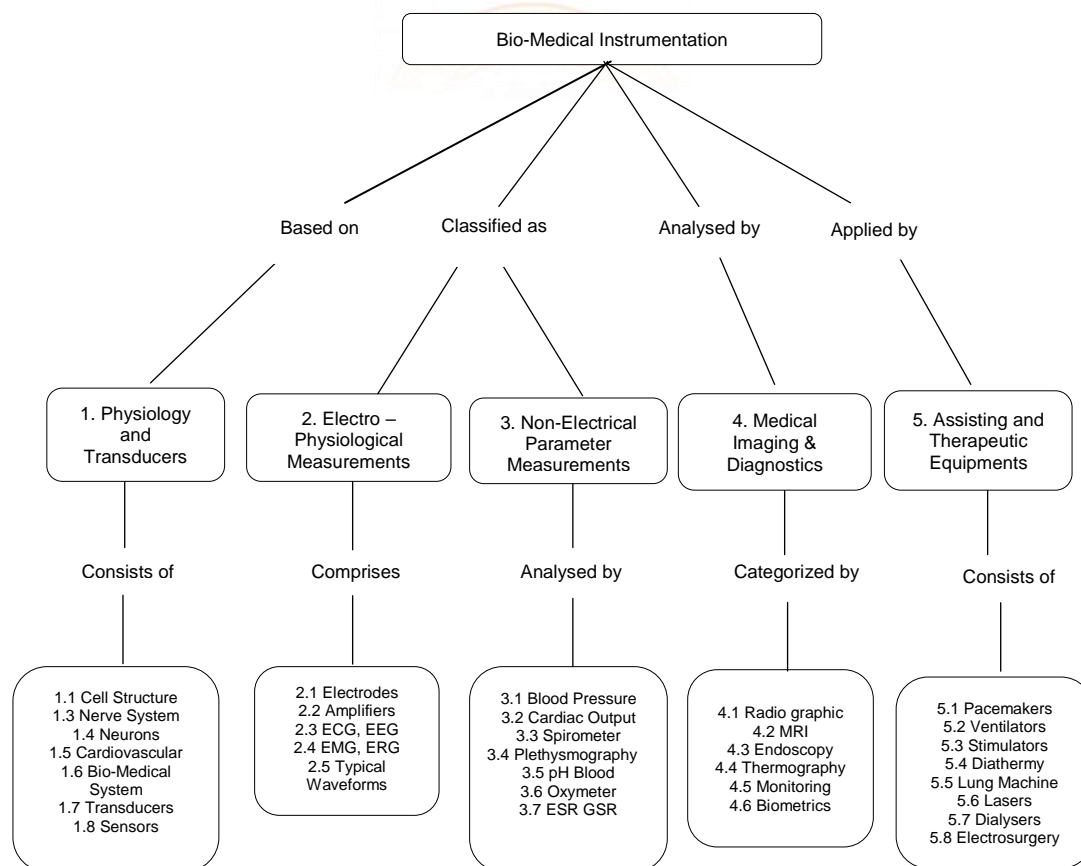 Bio-Medical Instrumentation
Based on
Classified as
Analysed by
Applied by
1. Physiology
and
Transducers
2. Electro –
Physiological
Measurements
3. Non-Electrical
Parameter
Measurements
4. Medical
Imaging &
Diagnostics
5. Assisting and
Therapeutic
Equipments
Consists of
Comprises
Analysed by
Categorized by
Consists of
1.1 Cell Structure
1.3 Nerve System
1.4 Neurons
1.5 Cardiovascular
1.6 Bio-Medical
System
1.7 Transducers
1.8 Sensors
2.1 Electrodes
2.2 Amplifiers
2.3 ECG, EEG
2.4 EMG, ERG
2.5 Typical
Waveforms
3.1 Blood Pressure
3.2 Cardiac Output
3.3 Spirometer
3.4 Plethysmography
3.5 pH Blood
3.6 Oxymeter
3.7 ESR GSR
4.1 Radio graphic
4.2 MRI
4.3 Endoscopy
4.4 Thermography
4.5 Monitoring
4.6 Biometrics
5.1 Pacemakers
5.2 Ventilators
5.3 Stimulators
5.4 Diathermy
5.5 Lung Machine
5.6 Lasers
5.7 Dialysers
5.8 Electrosurgery